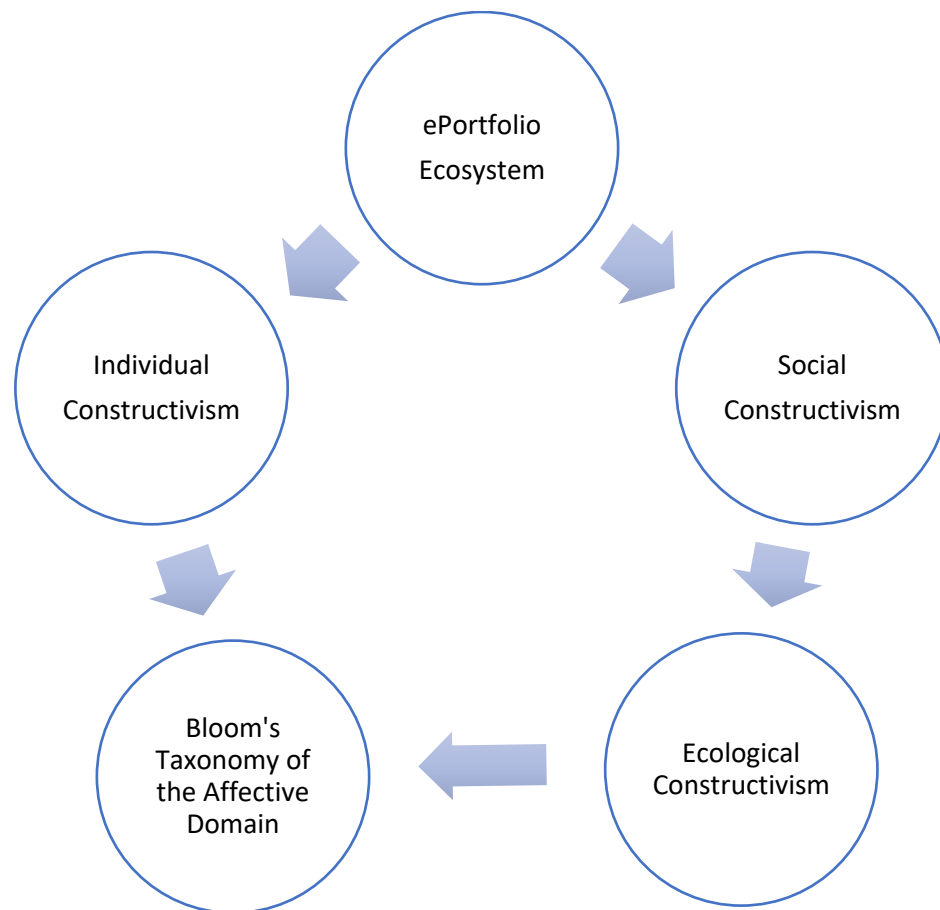 ePortfolio
Ecosystem
Individual
Constructivism
Social
Constructivism
Bloom's
Taxonomy of
the Affective
Domain
Ecological
Constructivism